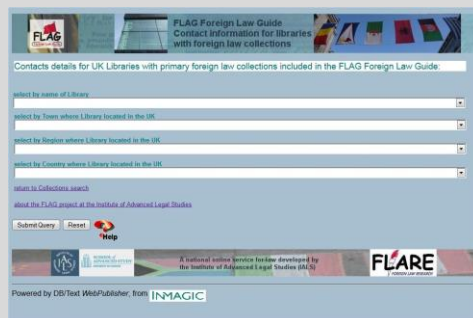 FLAG
FLAG Foreign Law Guide
Contact information for libraries
with foreign law collections
Contacts details for UK Libraries with primary foreign law collections included in the FLAG Foreign Law Guide:
select by name of Library
select by Town where Library located in the UK
select by Region where Library located in the UK
select by Country where Library located in the UK
return to Collections search
about the FLAG project at the Institute of Advanced Legal Studies
Submit Query Reset Help
SCHOOL of
ADVANCED STUDY
A national online service for law developed by
the Institute of Advanced Legal Studies (IALS)
FLARE
FOREIGN LAW RESEARCH
Powered by DB/Text WebPublisher, from INMAGIC